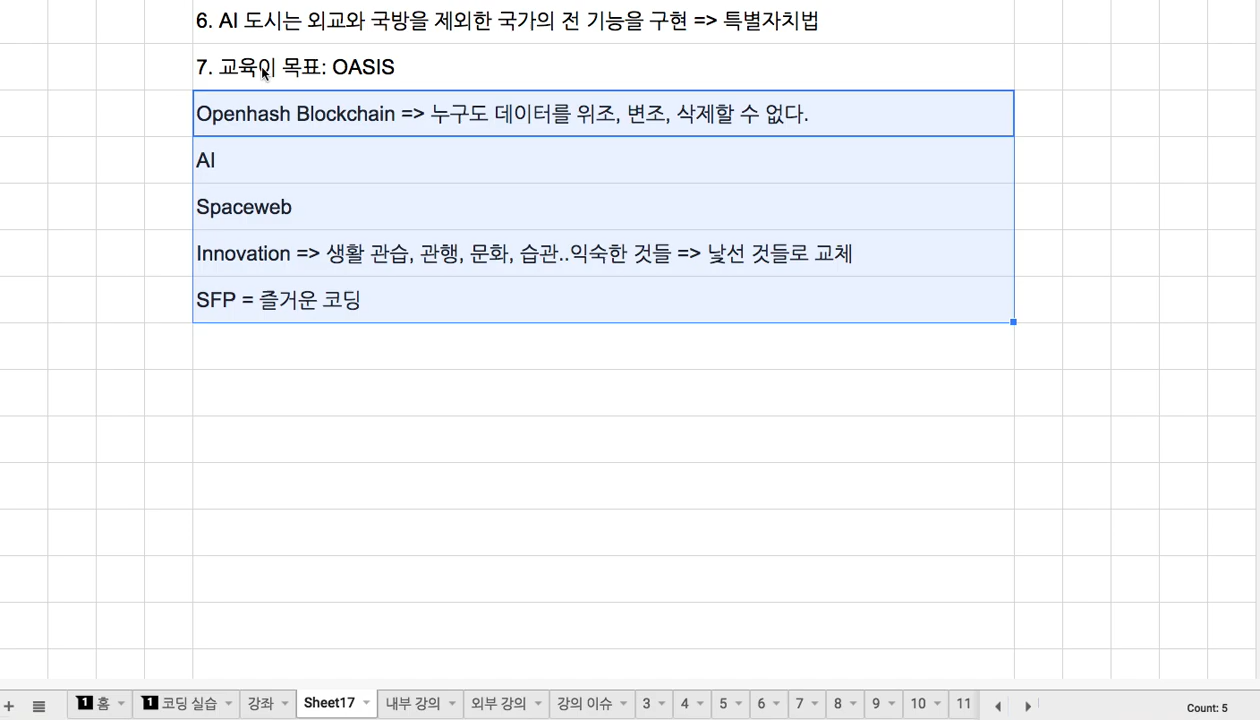 6. AI 도시는 외교와 국방을 제외한 국가의 전 기능을 구현 => 특별자치법
7. 교육이 목표: OASIS
Openhash Blockchain => 누구도 데이터를 위조, 변조, 삭제할 수 없다.
AI
Spaceweb
Innovation => 생활 관습, 관행, 문화, 습관..익숙한 것들 => 낯선 것들로 교체
SFP = 즐거운 코딩
1 홈 1 코딩 실습 강좌 Sheet17 내부 강의 외부 강의 강의 이슈 3 4 5 6 7 8 9 10 11 Count: 5